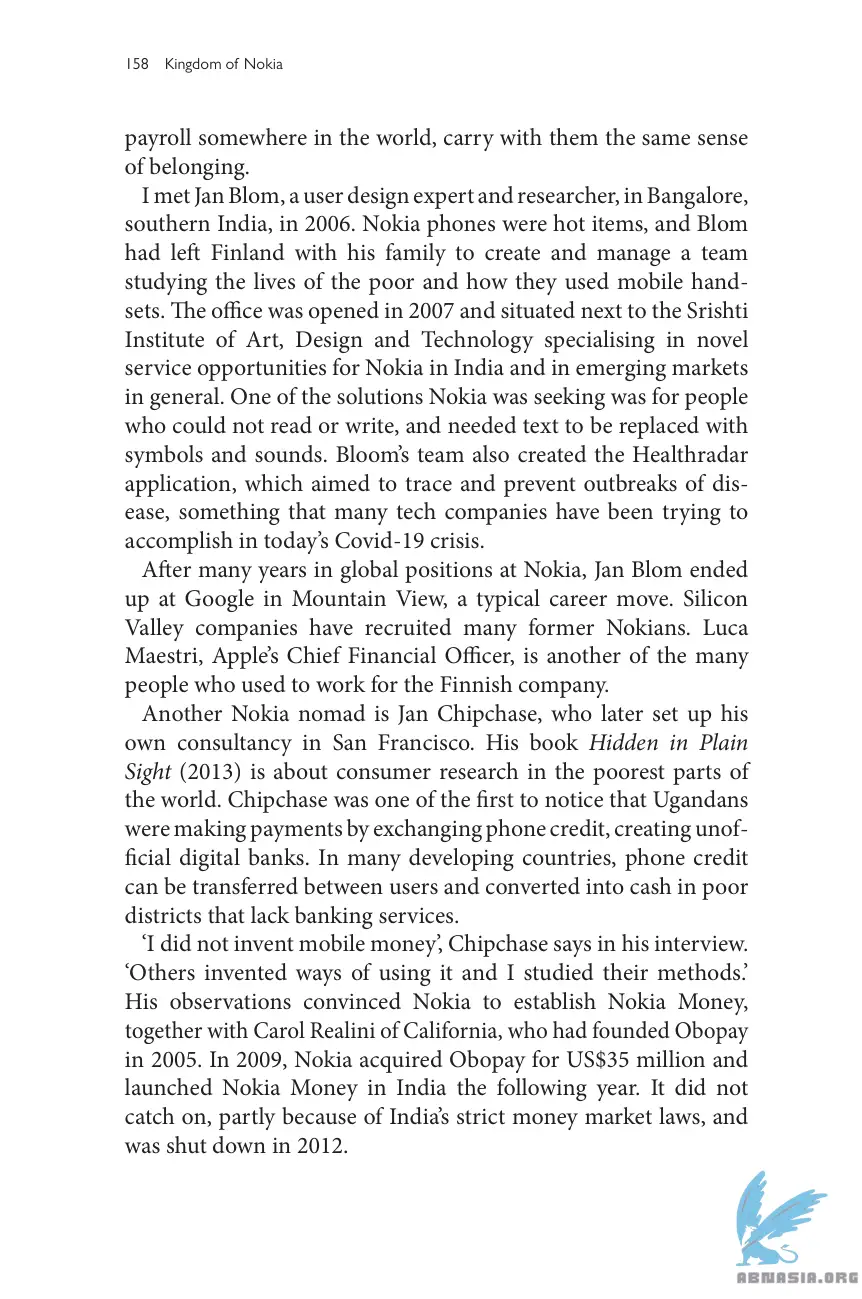 158 Kingdom of Nokia
payroll somewhere in the world, carry with them the same sense
of belonging.
I met Jan Blom, a user design expert and researcher, in Bangalore,
southern India, in 2006. Nokia phones were hot items, and Blom
had left Finland with his family to create and manage a team
studying the lives of the poor and how they used mobile hand-
sets. The office was opened in 2007 and situated next to the Srishti
Institute of Art, Design and Technology specialising in novel
service opportunities for Nokia in India and in emerging markets
in general. One of the solutions Nokia was seeking was for people
who could not read or write, and needed text to be replaced with
symbols and sounds. Bloom’s team also created the Healthradar
application, which aimed to trace and prevent outbreaks of dis-
ease, something that many tech companies have been trying to
accomplish in today’s Covid-19 crisis.
After many years in global positions at Nokia, Jan Blom ended
up at Google in Mountain View, a typical career move. Silicon
Valley companies have recruited many former Nokians. Luca
Maestri, Apple’s Chief Financial Officer, is another of the many
people who used to work for the Finnish company.
Another Nokia nomad is Jan Chipchase, who later set up his
own consultancy in San Francisco. His book Hidden in Plain
Sight (2013) is about consumer research in the poorest parts of
the world. Chipchase was one of the first to notice that Ugandans
were making payments by exchanging phone credit, creating unof-
ficial digital banks. In many developing countries, phone credit
can be transferred between users and converted into cash in poor
districts that lack banking services.
‘I did not invent mobile money’, Chipchase says in his interview.
‘Others invented ways of using it and I studied their methods.’
His observations convinced Nokia to establish Nokia Money,
together with Carol Realini of California, who had founded Obopay
in 2005. In 2009, Nokia acquired Obopay for US$35 million and
launched Nokia Money in India the following year. It did not
catch on, partly because of India’s strict money market laws, and
was shut down in 2012.
ABNASIA.ORG